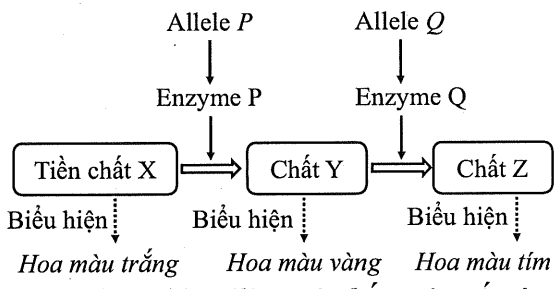 Allele P Allele Q
Enzyme P Enzyme Q
Tiền chất X Chất Y Chất Z
Biểu hiện Biểu hiện Biểu hiện
Hoa màu trắng Hoa màu vàng Hoa màu tím